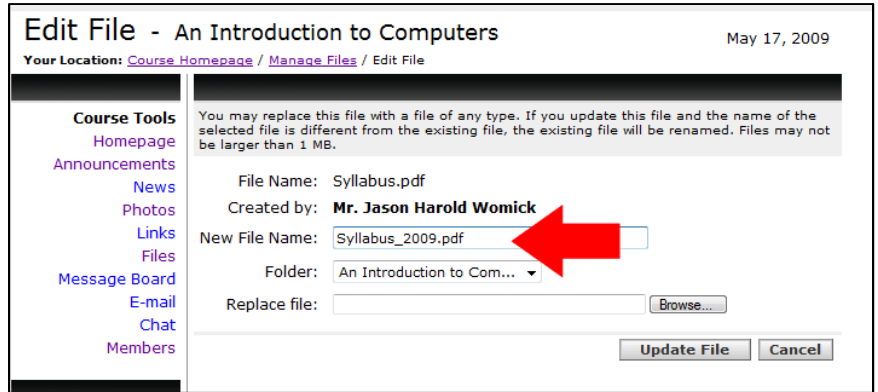 Edit File - An Introduction to Computers
May 17, 2009
Your Location: Course Homepage / Manage Files / Edit File
Course Tools
Homepage
Announcements
News
Photos
Links
Files
Message Board
E-mail
Chat
Members
You may replace this file with a file of any type. If you update this file and the name of the
selected file is different from the existing file, the existing file will be renamed. Files may not
be larger than 1 MB.
File Name: Syllabus.pdf
Created by: Mr. Jason Harold Womick
New File Name: Syllabus_2009.pdf
Folder: An Introduction to Com...
Replace file: Browse...
Update File Cancel